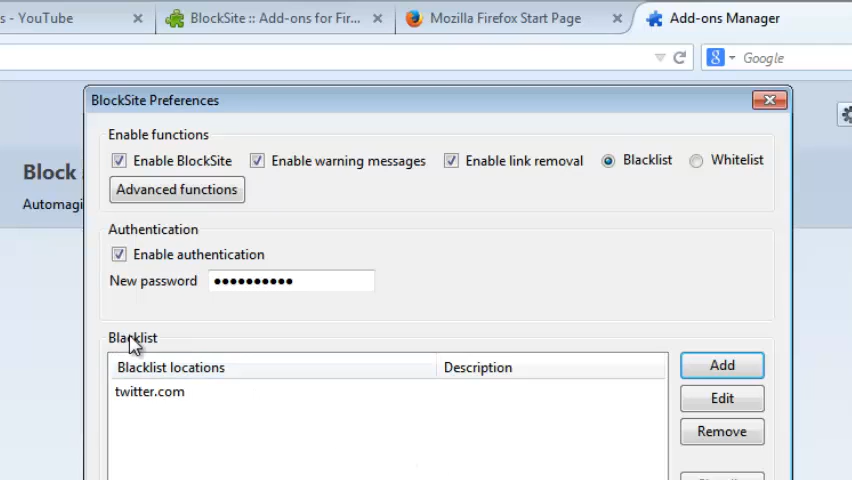 s - YouTube
BlockSite :: Add-ons for Fir...
Mozilla Firefox Start Page
Add-ons Manager
8
Google
BlockSite Preferences
Enable functions
Enable BlockSite
Enable warning messages
Enable link removal
Blacklist
Whitelist
Advanced functions
Block
Automagi
Authentication
Enable authentication
New password ●●●●●●●●●●
Blacklist
Blacklist locations
Description
Add
twitter.com
Edit
Remove